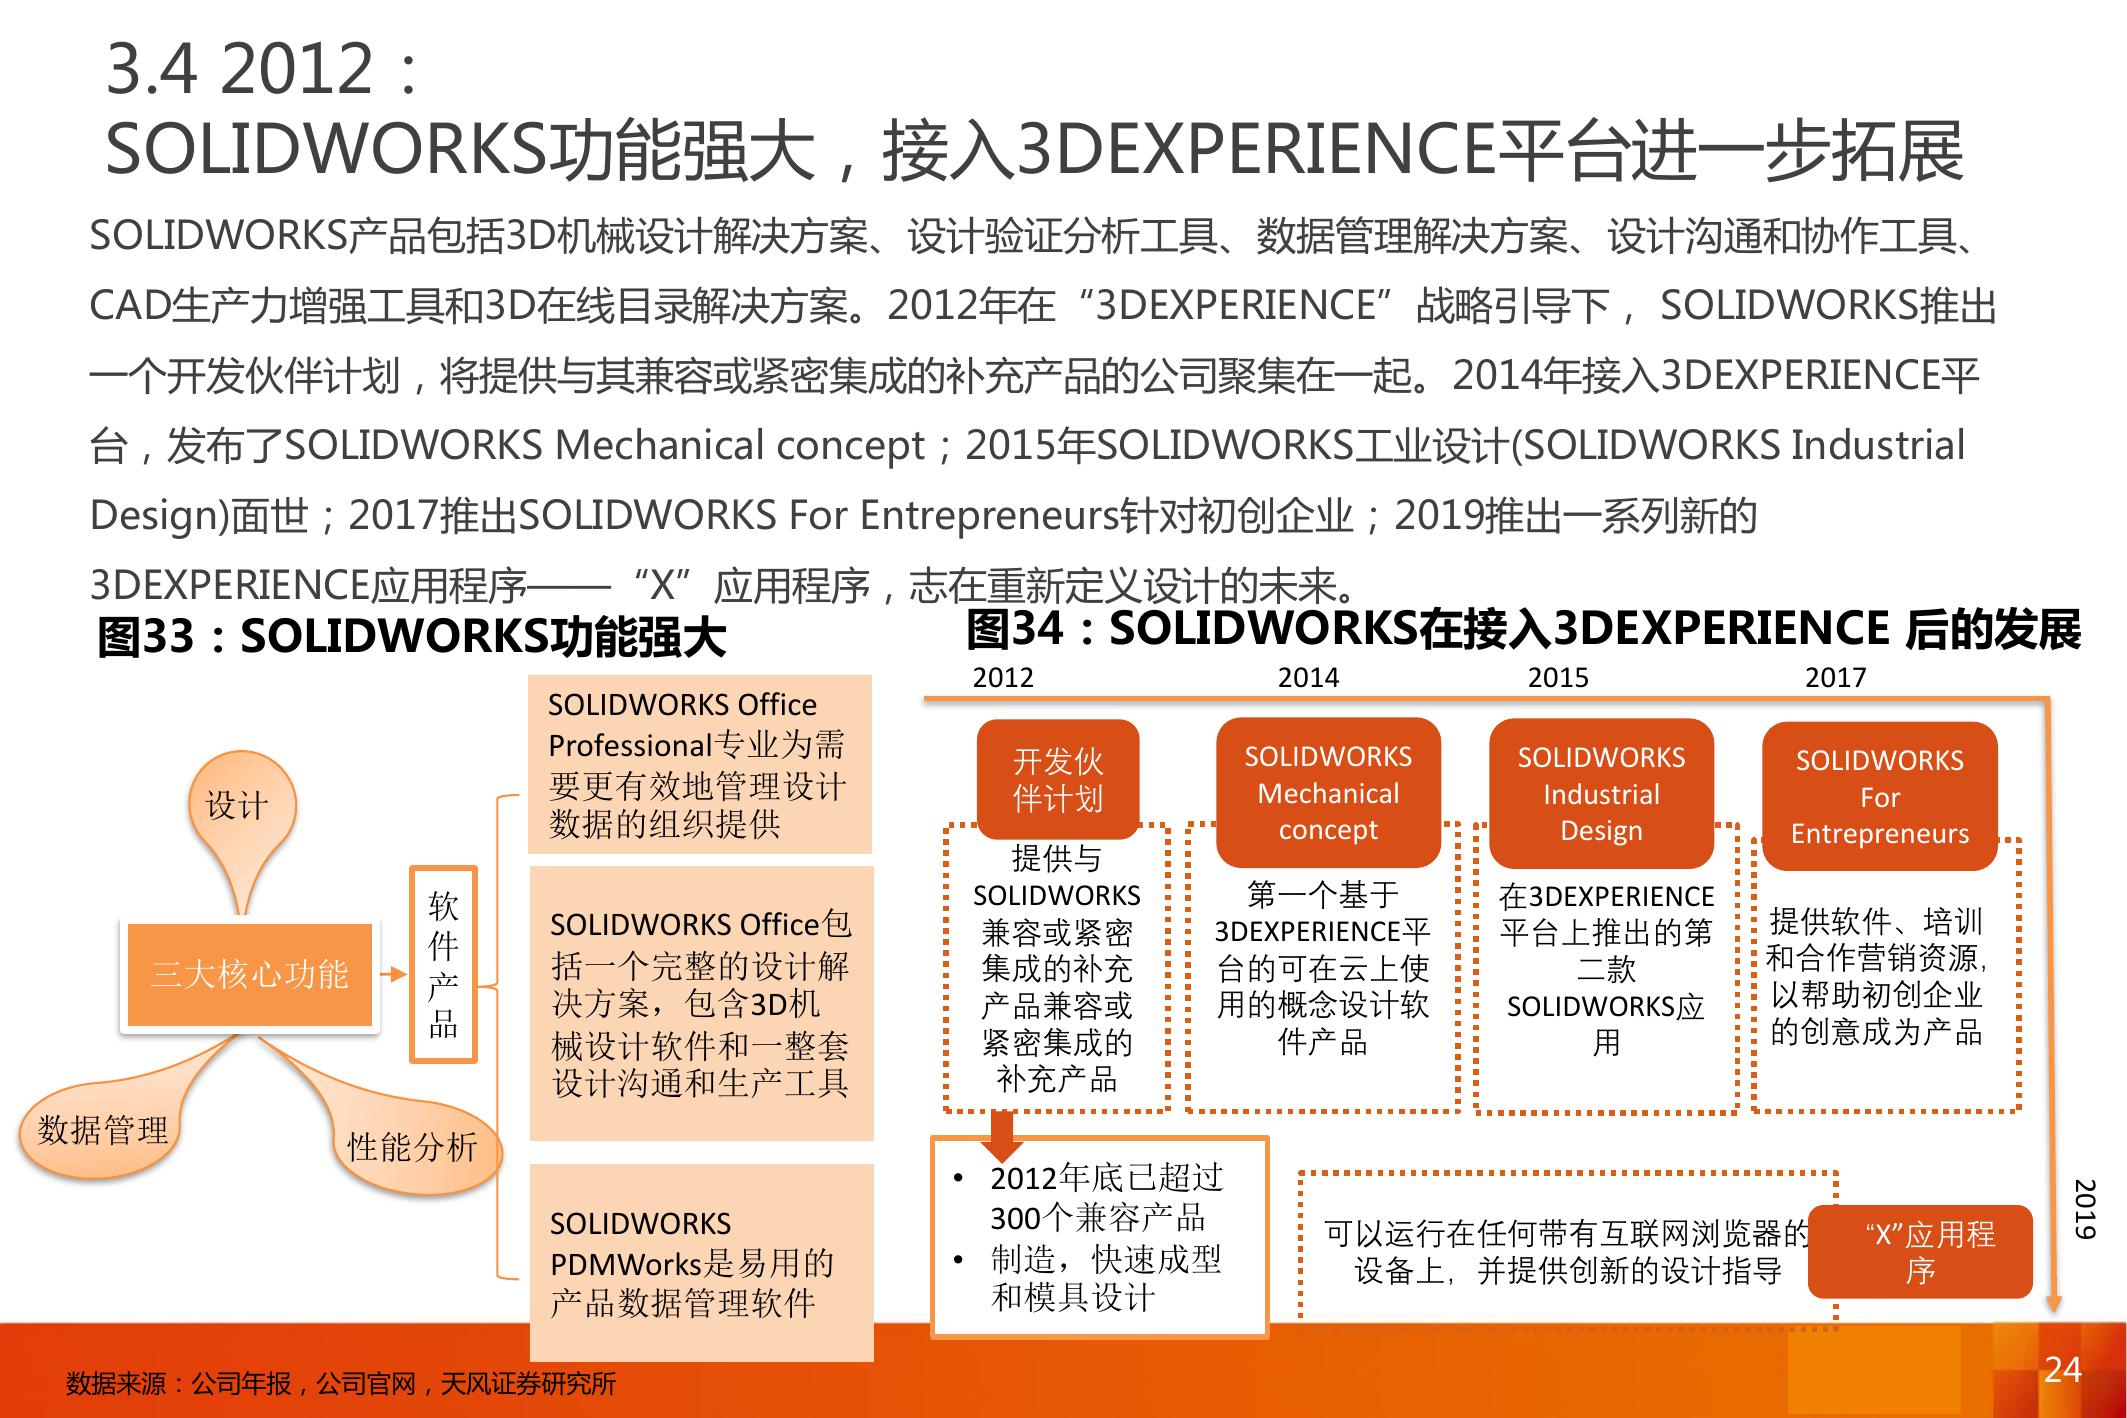 3.4 2012：
SOLIDWORKS功能强大，接入3DEXPERIENCE平台进一步拓展
SOLIDWORKS产品包括3D机械设计解决方案、设计验证分析工具、数据管理解决方案、设计沟通和协作工具、
CAD生产力增强工具和3D在线目录解决方案。2012年在“3DEXPERIENCE”战略引导下， SOLIDWORKS推出
一个开发伙伴计划，将提供与其兼容或紧密集成的补充产品的公司聚集在一起。2014年接入3DEXPERIENCE平
台，发布了SOLIDWORKS Mechanical concept；2015年SOLIDWORKS工业设计(SOLIDWORKS Industrial
Design)面世；2017推出SOLIDWORKS For Entrepreneurs针对初创企业；2019推出一系列新的
3DEXPERIENCE应用程序——“X”应用程序，志在重新定义设计的未来。
图33：SOLIDWORKS功能强大
设计
三大核心功能
数据管理
性能分析
软
件
产
品
SOLIDWORKS Office
Professional专业为需
要更有效地管理设计
数据的组织提供
SOLIDWORKS Office包
括一个完整的设计解
决方案，包含3D机
械设计软件和一整套
设计沟通和生产工具
SOLIDWORKS
PDMWorks是易用的
产品数据管理软件
图34：SOLIDWORKS在接入3DEXPERIENCE 后的发展
2012
2014
2015
2017
开发伙
伴计划
提供与
SOLIDWORKS
兼容或紧密
集成的补充
产品兼容或
紧密集成的
补充产品
SOLIDWORKS
Mechanical
concept
第一个基于
3DEXPERIENCE平
台的可在云上使
用的概念设计软
件产品
SOLIDWORKS
Industrial
Design
在3DEXPERIENCE
平台上推出的第
二款
SOLIDWORKS应
用
SOLIDWORKS
For
Entrepreneurs
提供软件、培训
和合作营销资源，
以帮助初创企业
的创意成为产品
• 2012年底已超过
300个兼容产品
• 制造，快速成型
和模具设计
可以运行在任何带有互联网浏览器的
设备上，并提供创新的设计指导
“X”应用程
序
2019
数据来源：公司年报，公司官网，天风证券研究所
24